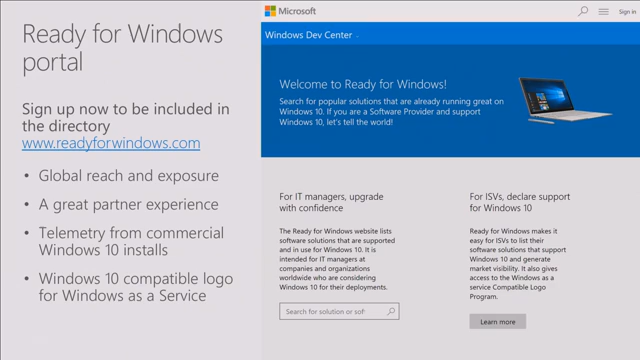 Ready for Windows
portal
Sign up now to be included in
the directory
www.readyforwindows.com
• Global reach and exposure
• A great partner experience
• Telemetry from commercial
Windows 10 installs
• Windows 10 compatible logo
for Windows as a Service
Microsoft
Sign in
Windows Dev Center
Welcome to Ready for Windows!
Search for popular solutions that are already running great on
Windows 10. If you are a Software Provider and support
Windows 10, let's tell the world!
For IT managers, upgrade
with confidence
The Ready for Windows website lists
software solutions that are supported
and in use for Windows 10. It is
intended for IT managers at
companies and organizations
worldwide who are considering
Windows 10 for their deployments.
Search for solution or sof
For ISVs, declare support
for Windows 10
Ready for Windows makes it
easy for ISVs to list their
software solutions that support
Windows 10 and generate
market visibility. It also gives
access to the Windows as a
service Compatible Logo
Program.
Learn more